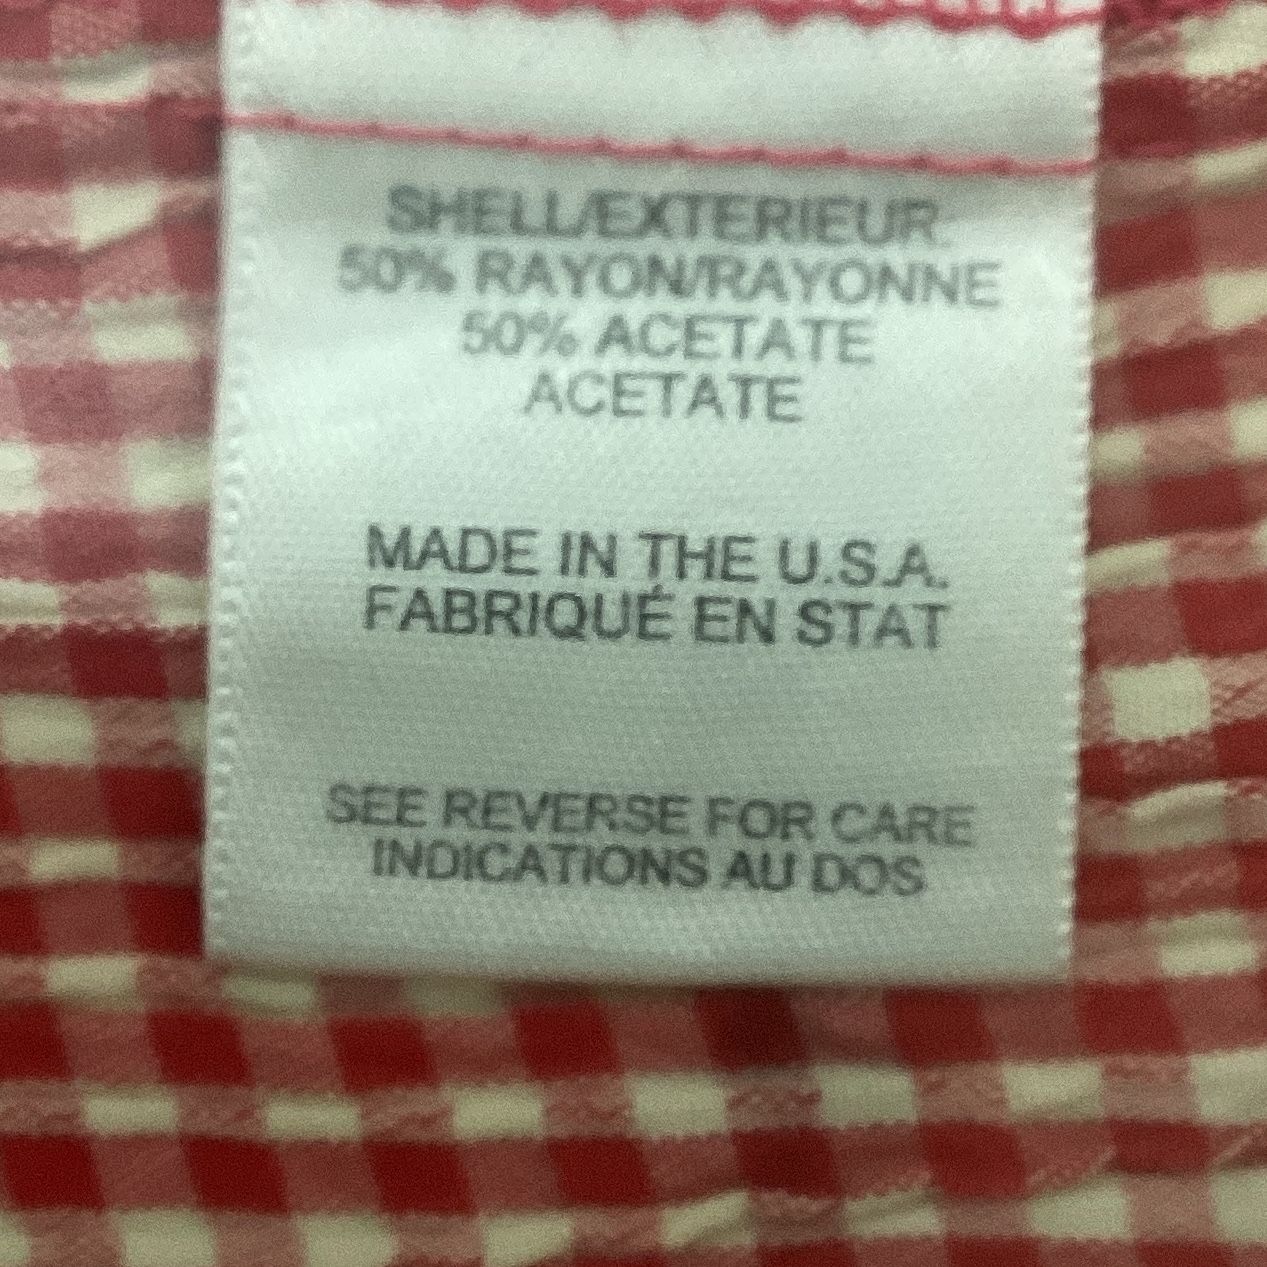 SHELL/EXTERIEUR
50% RAYON/RAYONNE
50% ACETATE
ACETATE
MADE IN THE U.S.A.
FABRIQUÉ EN STAT
SEE REVERSE FOR CARE
INDICATIONS AU DOS